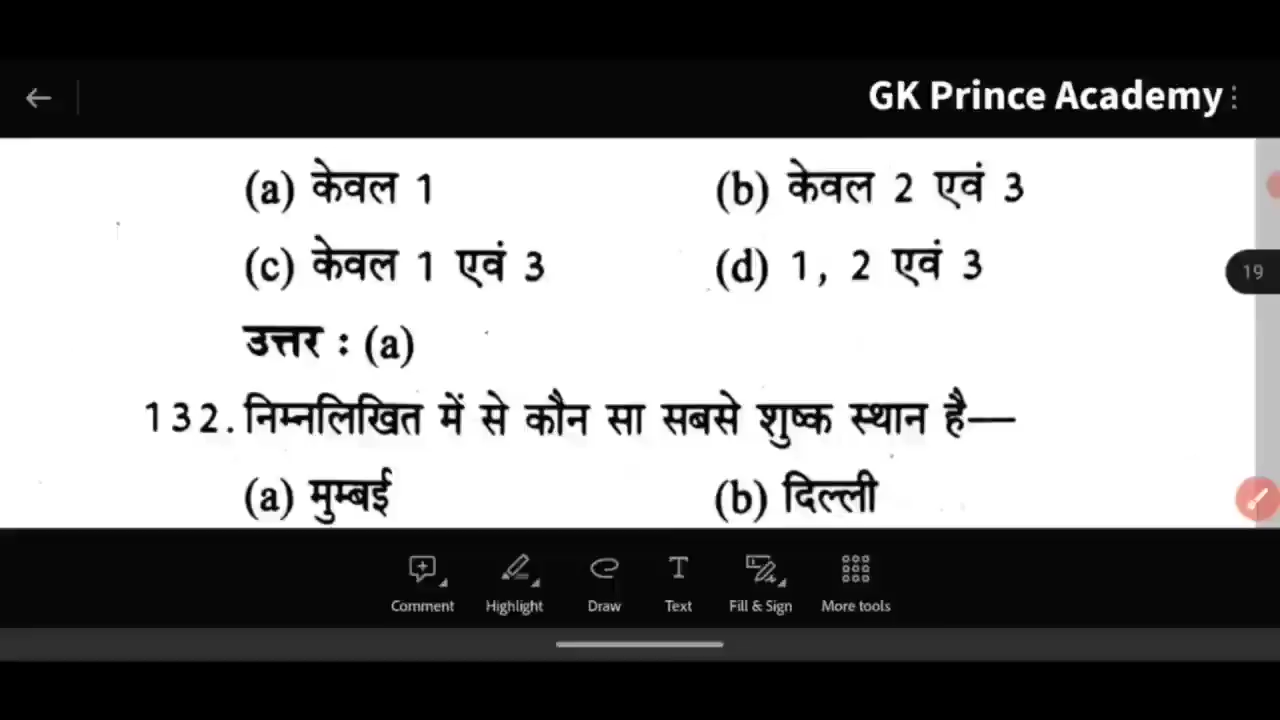 GK Prince Academy
(a) केवल 1 (b) केवल 2 एवं 3
(c) केवल 1 एवं 3 (d) 1, 2 एवं 3
19
उत्तर : (a)
132. निम्नलिखित में से कौन सा सबसे शुष्क स्थान है—
(a) मुम्बई (b) दिल्ली
Comment Highlight Draw Text Fill & Sign More tools